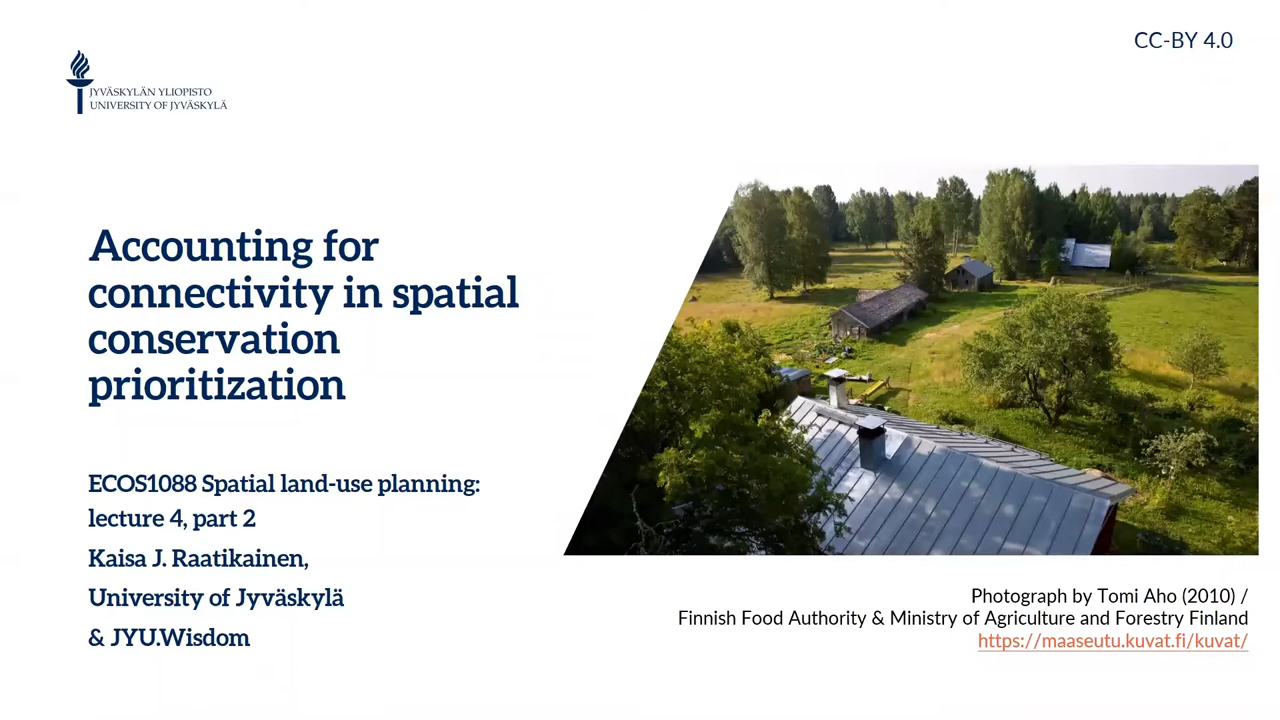 CC-BY 4.0
JYVÄSKYLÄN YLIOPISTO
UNIVERSITY OF JYVÄSKYLÄ
Accounting for
connectivity in spatial
conservation
prioritization
ECOS1088 Spatial land-use planning:
lecture 4, part 2
Kaisa J. Raatikainen,
University of Jyväskylä
& JYU.Wisdom
Photograph by Tomi Aho (2010) /
Finnish Food Authority & Ministry of Agriculture and Forestry Finland
https://maaseutu.kuvat.fi/kuvat/